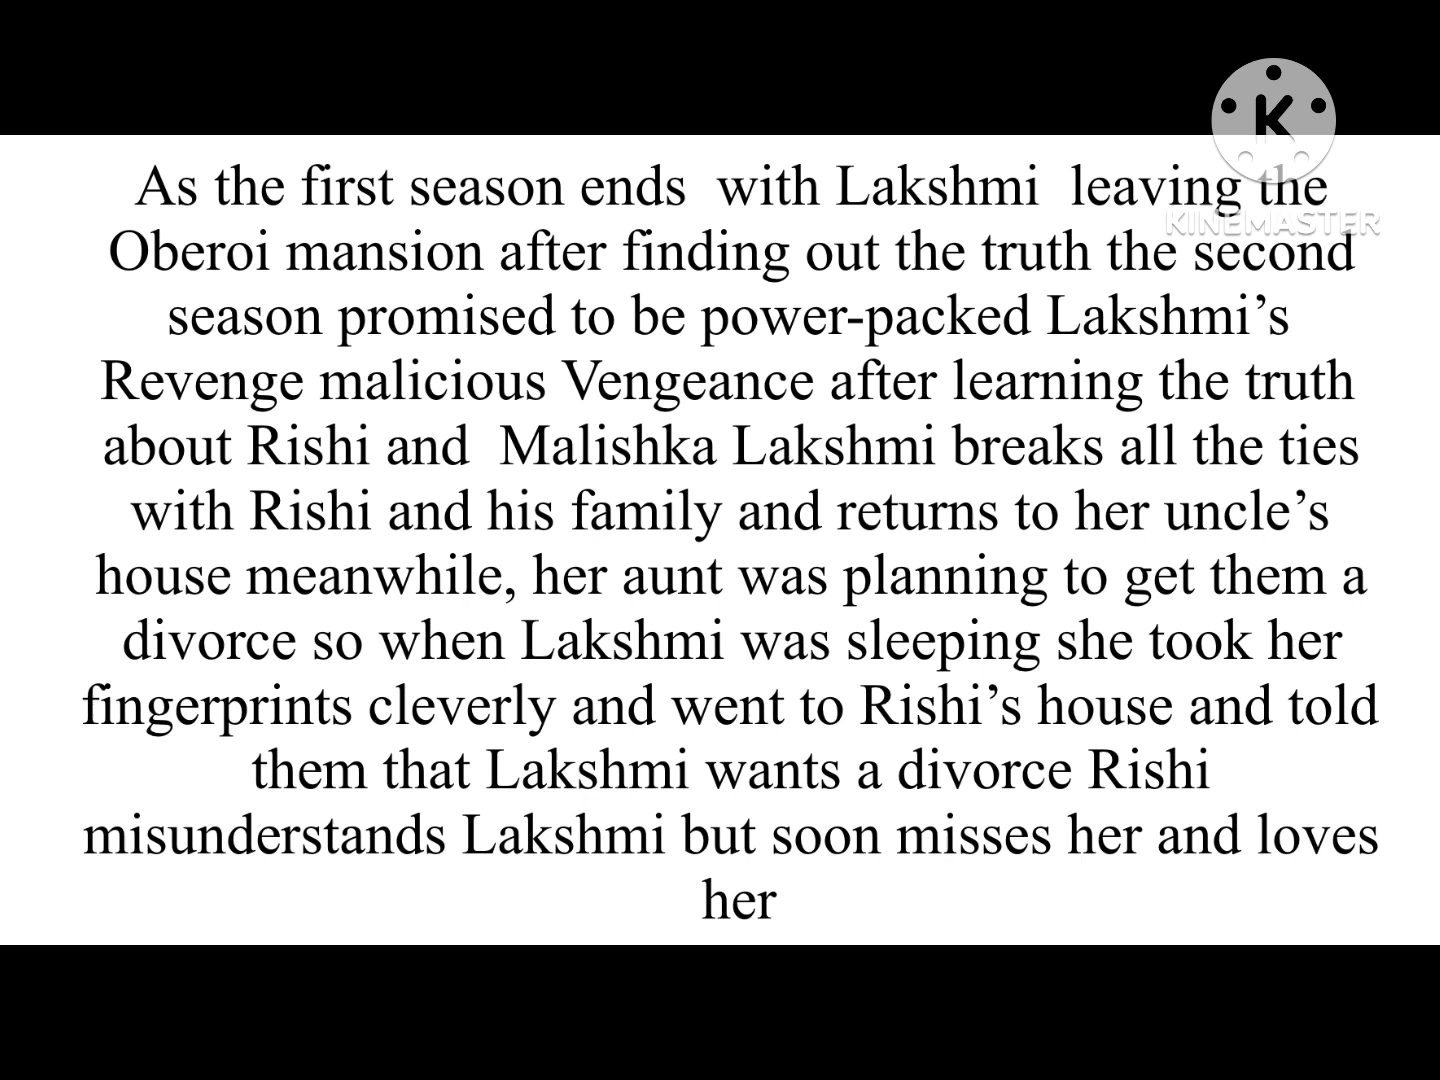 K
KINEMASTER
As the first season ends  with Lakshmi  leaving the
Oberoi mansion after finding out the truth the second
season promised to be power-packed Lakshmi’s
Revenge malicious Vengeance after learning the truth
about Rishi and  Malishka Lakshmi breaks all the ties
with Rishi and his family and returns to her uncle’s
house meanwhile, her aunt was planning to get them a
divorce so when Lakshmi was sleeping she took her
fingerprints cleverly and went to Rishi’s house and told
them that Lakshmi wants a divorce Rishi
misunderstands Lakshmi but soon misses her and loves
her